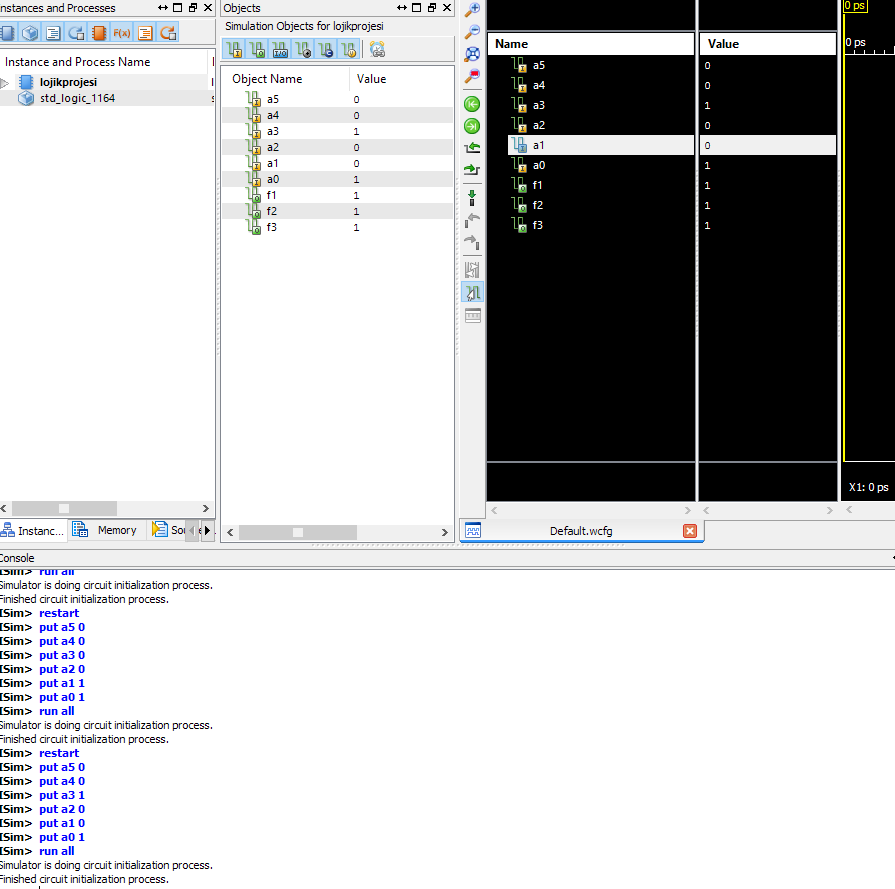 Instances and Processes
Instance and Process Name
lojikprojesi
std_logic_1164
Instanc...
Memory
Objects
Simulation Objects for lojikprojesi
Object Name Value
a5 0
a4 0
a3 1
a2 0
a1 0
a0 1
f1 1
f2 1
f3 1
Name Value
a5 0
a4 0
a3 1
a2 0
a1 0
a0 1
f1 1
f2 1
f3 1
0 ps
0 ps
X1: 0 ps
Default.wcfg
Console
ISim> run all
Simulator is doing circuit initialization process.
Finished circuit initialization process.
ISim> restart
ISim> put a5 0
ISim> put a4 0
ISim> put a3 0
ISim> put a2 0
ISim> put a1 1
ISim> put a0 1
ISim> run all
Simulator is doing circuit initialization process.
Finished circuit initialization process.
ISim> restart
ISim> put a5 0
ISim> put a4 0
ISim> put a3 1
ISim> put a2 0
ISim> put a1 0
ISim> put a0 1
ISim> run all
Simulator is doing circuit initialization process.
Finished circuit initialization process.